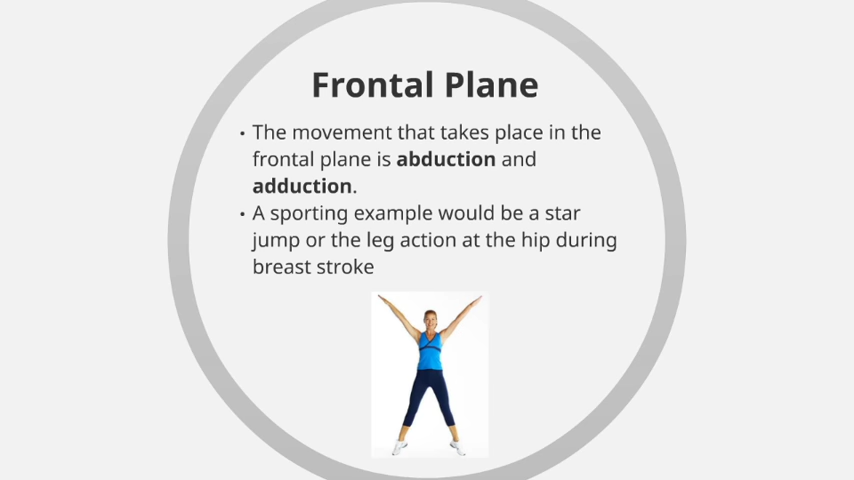 Frontal Plane
• The movement that takes place in the
frontal plane is abduction and
adduction.
• A sporting example would be a star
jump or the leg action at the hip during
breast stroke